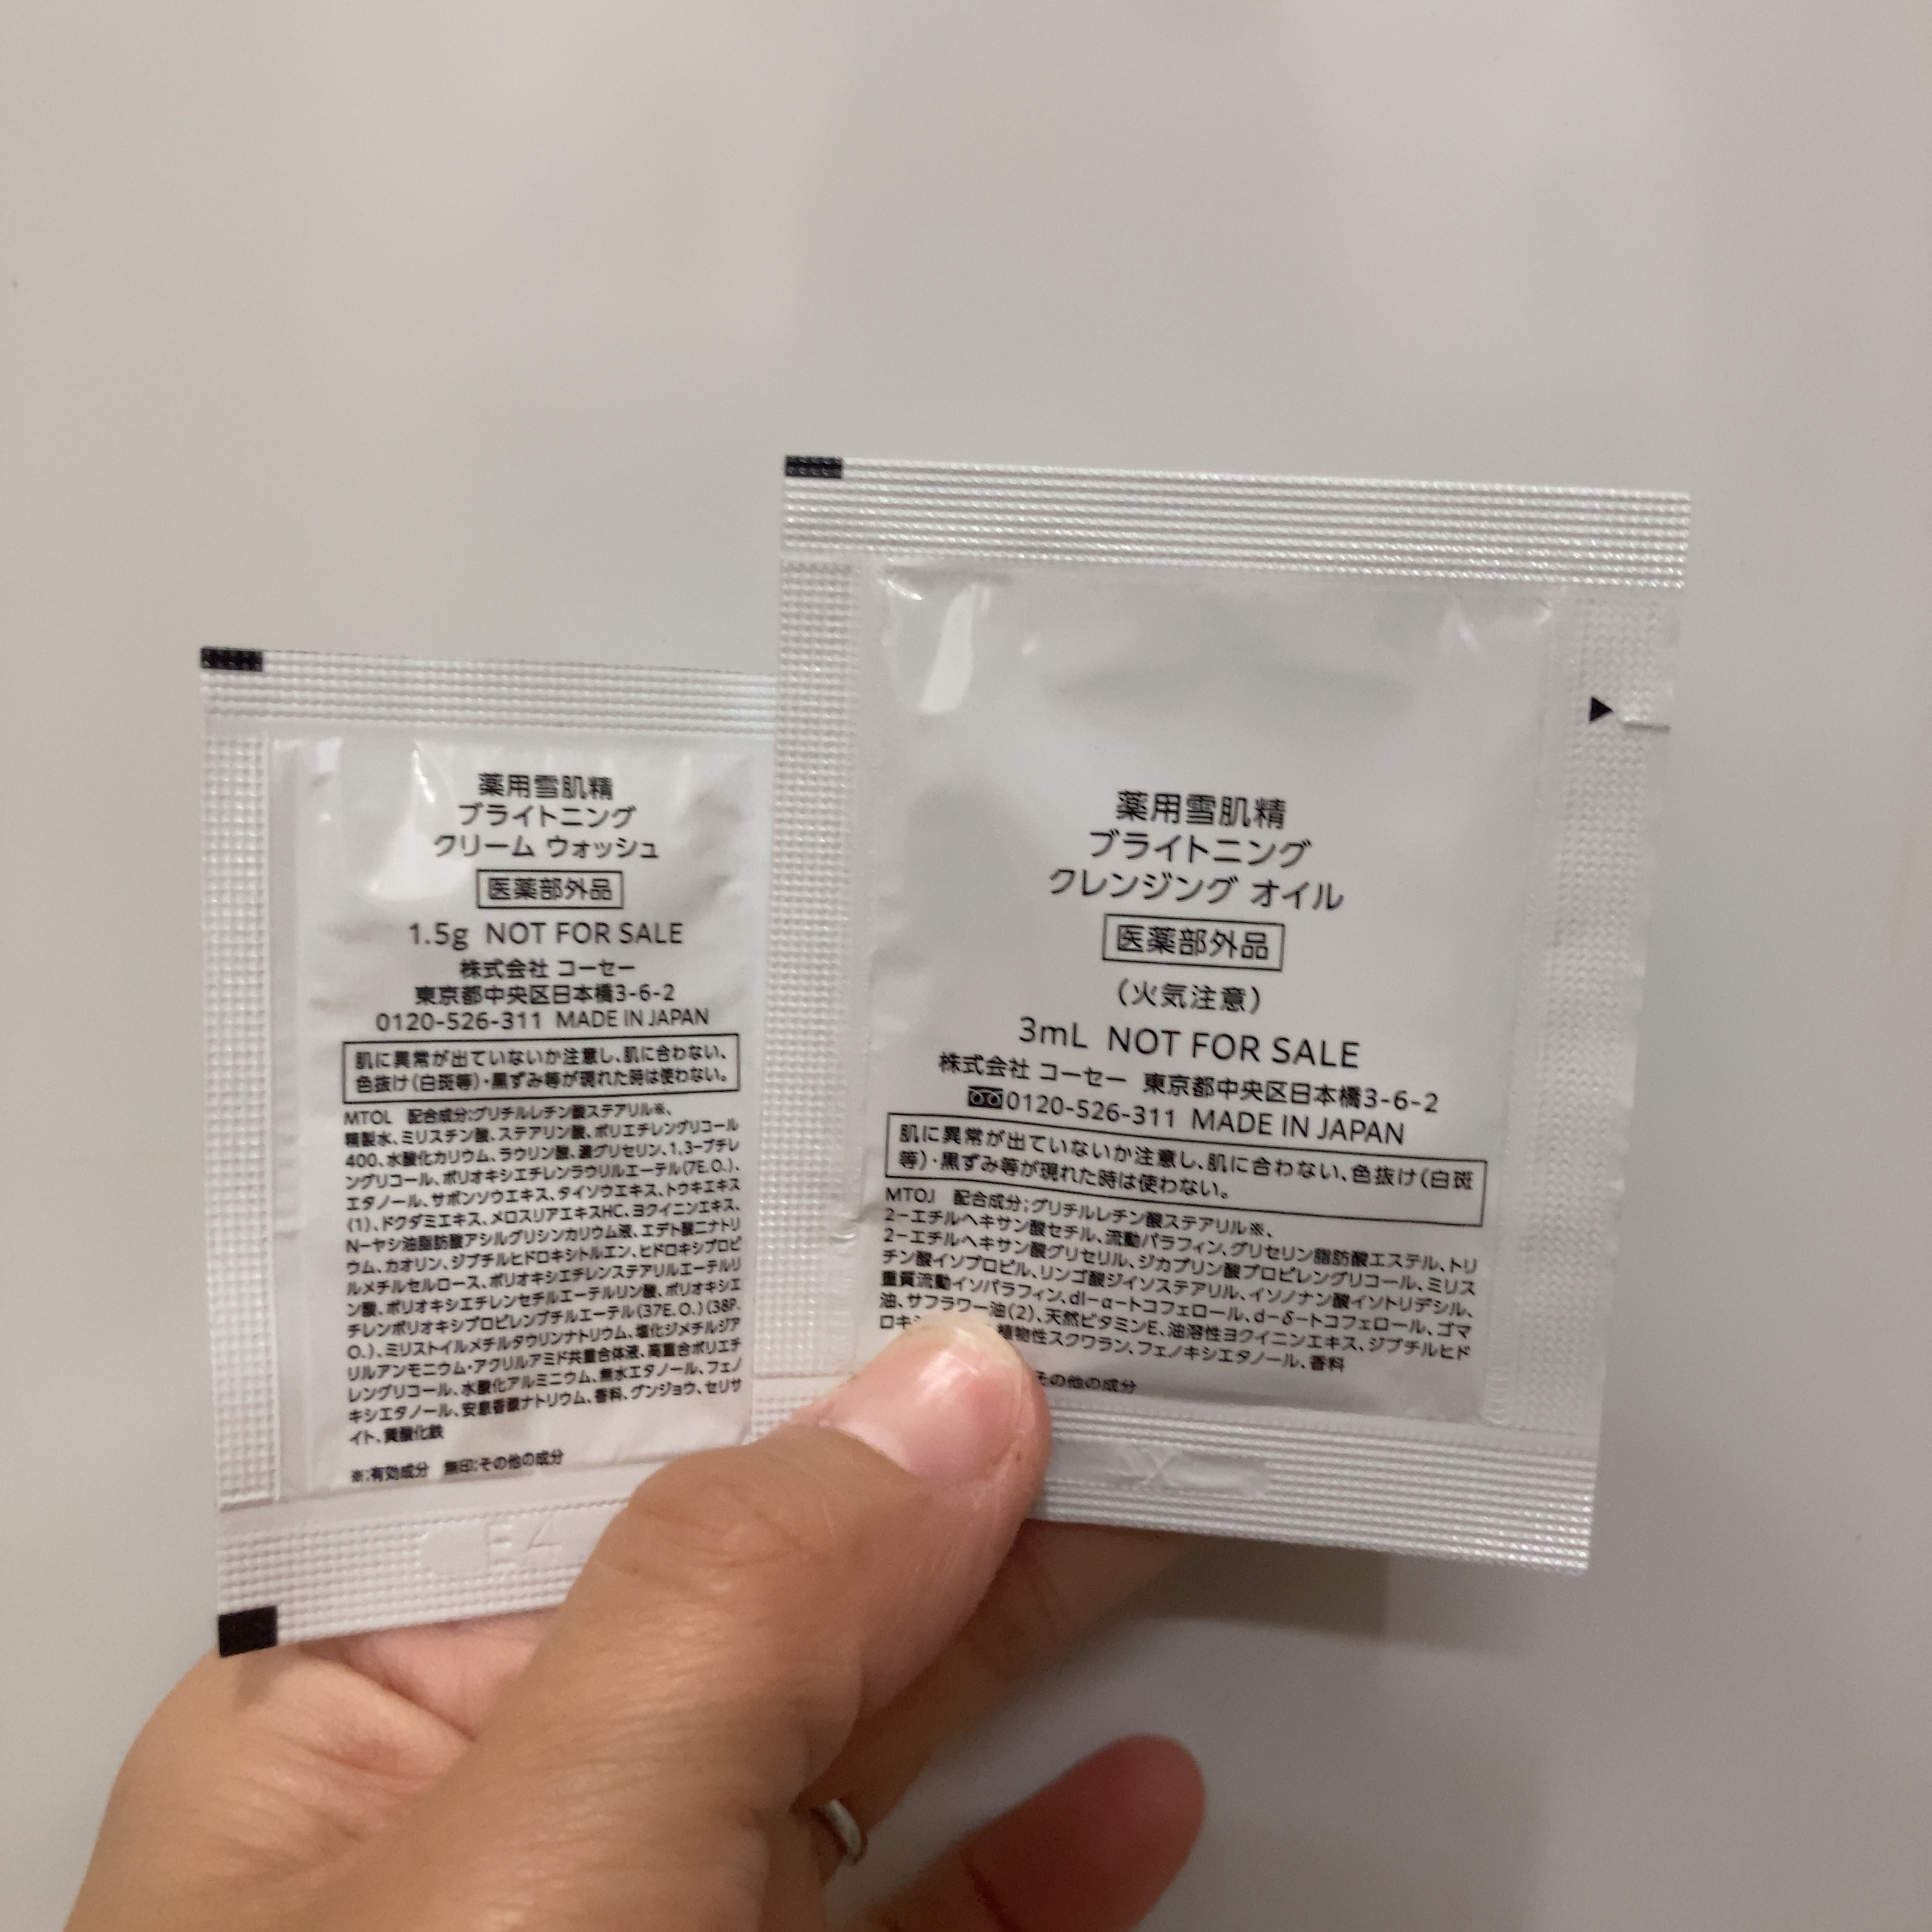 薬用雪肌精
ブライトニング
クリーム ウォッシュ
医薬部外品
1.5g NOT FOR SALE
株式会社 コーセー
東京都中央区日本橋3-6-2
0120-526-311 MADE IN JAPAN
肌に異常が出ていないか注意し、肌に合わない、
色抜け(白斑等)・黒ずみ等が現れた時は使わない。
MTOL 配合成分;グリチルレチン酸ステアリル※、
精製水、ミリスチン酸、ステアリン酸、ポリエチレングリコール
400、水酸化カリウム、ラウリン酸、濃グリセリン、1,3-ブチレ
ングリコール、ポリオキシエチレンラウリルエーテル(7E.O.)、
エタノール、サボンソウエキス、タイソウエキス、トウキエキス
(1)、ドクダミエキス、メロスリアエキスHC、ヨクイニンエキス、
N-ヤシ油脂肪酸アシルグリシンカリウム液、エデト酸二ナトリ
ウム、カオリン、ジブチルヒドロキシトルエン、ヒドロキシプロピ
ルメチルセルロース、ポリオキシエチレンステアリルエーテルリ
ン酸、ポリオキシエチレンセチルエーテルリン酸、ポリオキシエ
チレンポリオキシプロピレンブチルエーテル(37E.O.)(38P.
O.)、ミリストイルメチルタウリンナトリウム、塩化ジメチルジア
リルアンモニウム・アクリルアミド共重合体液、高重合ポリエチ
レングリコール、水酸化アルミニウム、無水エタノール、フェノ
キシエタノール、安息香酸ナトリウム、香料、グンジョウ、セリサ
イト、黄酸化鉄
※;有効成分 無印;その他の成分
E4
薬用雪肌精
ブライトニング
クレンジング オイル
医薬部外品
(火気注意)
3mL NOT FOR SALE
株式会社 コーセー 東京都中央区日本橋3-6-2
0120-526-311 MADE IN JAPAN
肌に異常が出ていないか注意し、肌に合わない、色抜け(白斑
等)・黒ずみ等が現れた時は使わない。
MTOJ 配合成分;グリチルレチン酸ステアリル※、
2-エチルヘキサン酸セチル、流動パラフィン、グリセリン脂肪酸エステル、トリ
2-エチルヘキサン酸グリセリル、ジカプリン酸プロピレングリコール、ミリス
チン酸イソプロピル、リンゴ酸ジイソステアリル、イソノナン酸イソトリデシル、
重質流動イソパラフィン、dl-α-トコフェロール、d-δ-トコフェロール、ゴマ
油、サフラワー油(2)、天然ビタミンE、油溶性ヨクイニンエキス、ジブチルヒド
ロキシ 植物性スクワラン、フェノキシエタノール、香料
その他の成分